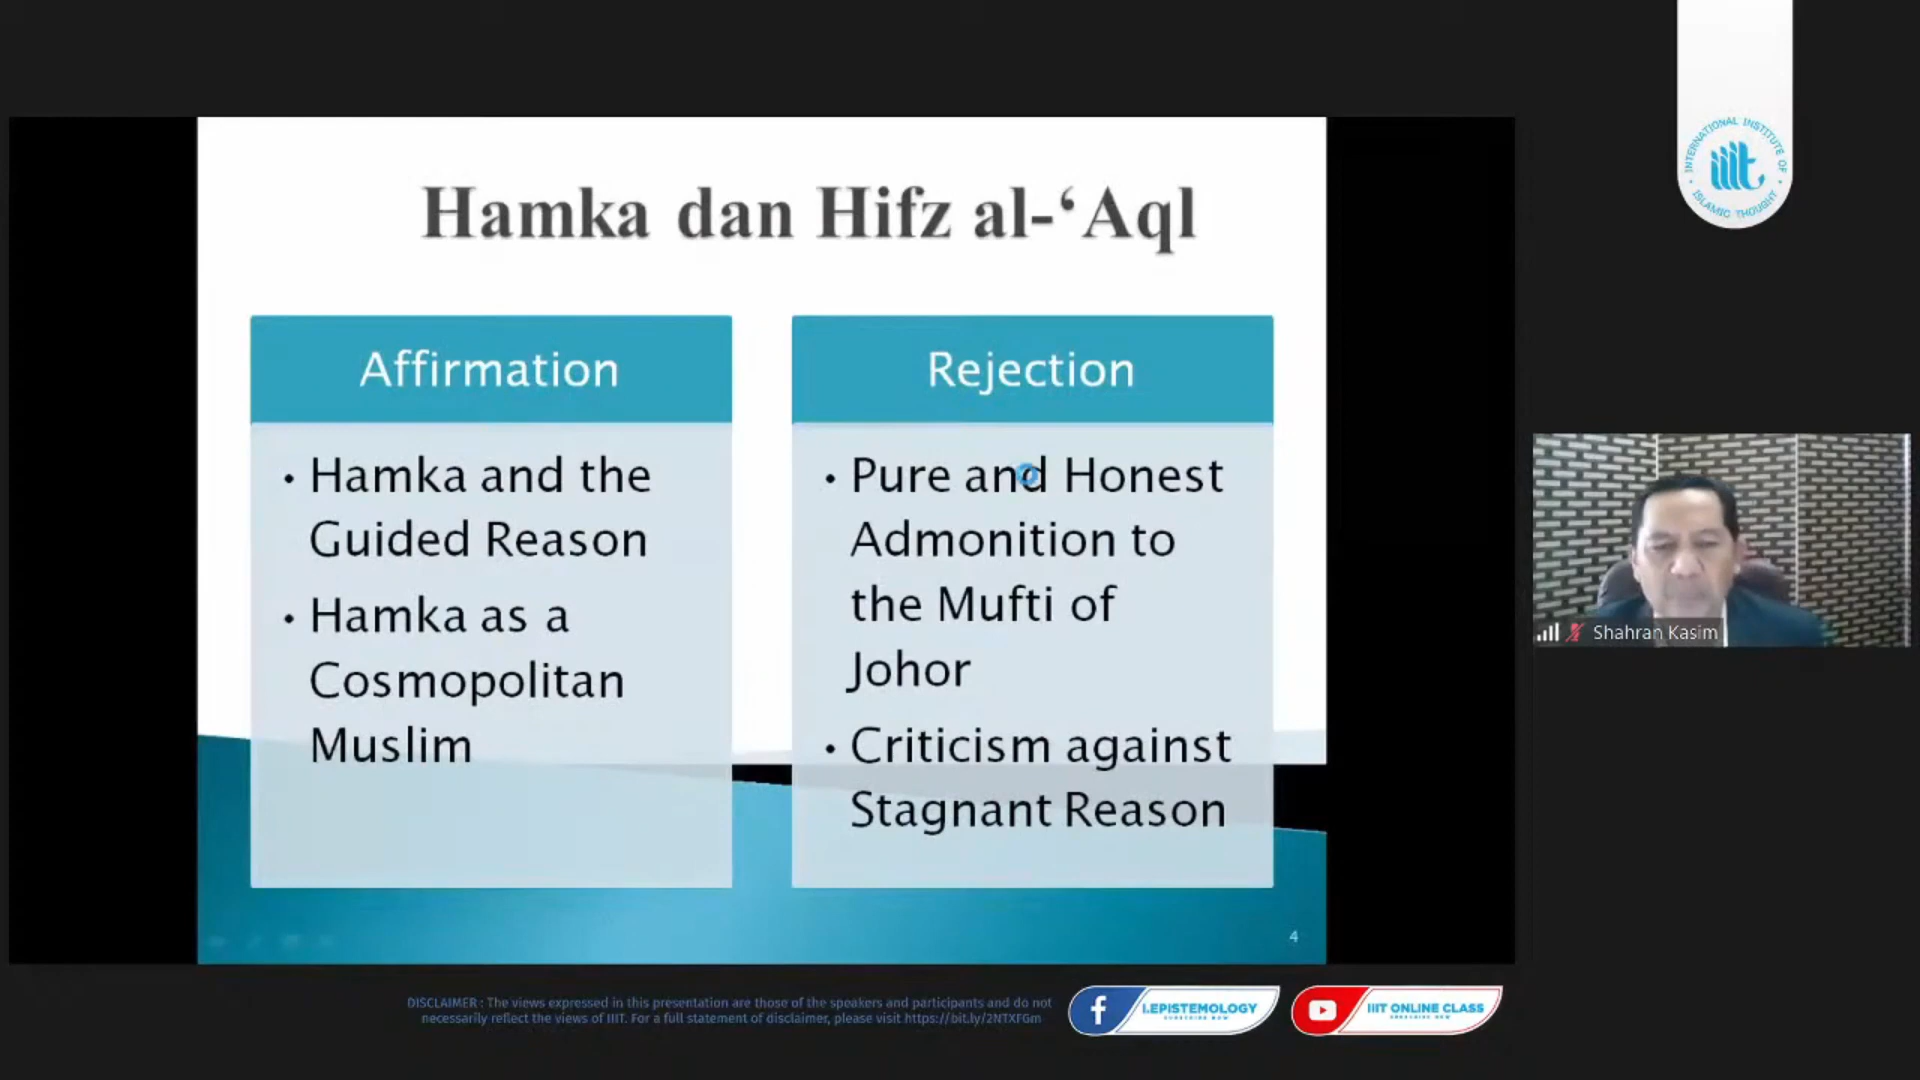 INTERNATIONAL INSTITUTE OF
iiit
ISLAMIC THOUGHT
Hamka dan Hifz al-‘Aql
Affirmation
• Hamka and the
Guided Reason
• Hamka as a
Cosmopolitan
Muslim
Rejection
• Pure and Honest
Admonition to
the Mufti of
Johor
• Criticism against
Stagnant Reason
4
Shahran Kasim
DISCLAIMER : The views expressed in this presentation are those of the speakers and participants and do not
necessarily reflect the views of IIIT. For a full statement of disclaimer, please visit https://bit.ly/2NTXFGm
I.EPISTEMOLOGY
SUBSCRIBE NOW
IIIT ONLINE CLASS
SUBSCRIBE NOW